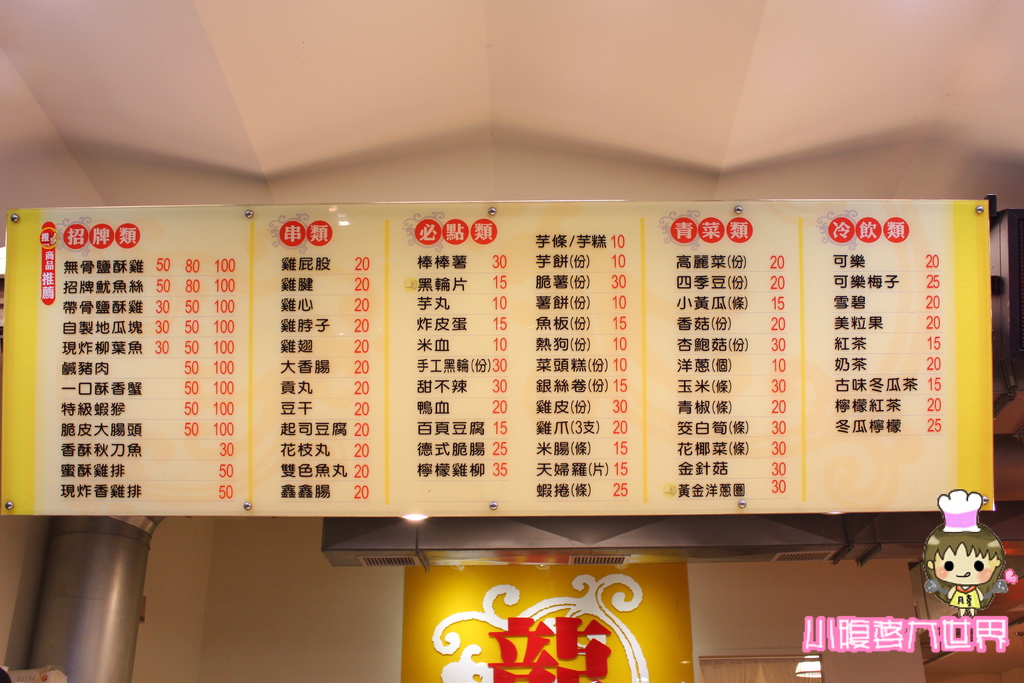 推薦商品推薦
招牌類
無骨鹽酥雞 50 80 100
招牌魷魚絲 50 80 100
帶骨鹽酥雞 30 50 100
自製地瓜塊 30 50 100
現炸柳葉魚 30 50 100
鹹豬肉 50 100
一口酥香蟹 50 100
特級蝦猴 50 100
脆皮大腸頭 50 100
香酥秋刀魚 30
蜜酥雞排 50
現炸香雞排 50
串類
雞屁股 20
雞腱 20
雞心 20
雞脖子 20
雞翅 20
大香腸 20
貢丸 20
豆干 20
起司豆腐 20
花枝丸 20
雙色魚丸 20
鑫鑫腸 20
必點類
棒棒薯 30
黑輪片 15
芋丸 10
炸皮蛋 15
米血 10
手工黑輪(份) 30
甜不辣 30
鴨血 20
百頁豆腐 15
德式脆腸 25
檸檬雞柳 35
芋條/芋糕 10
芋餅(份) 10
脆薯(份) 30
薯餅(份) 10
魚板(份) 15
熱狗(份) 10
菜頭糕(份) 10
銀絲卷(份) 15
雞皮(份) 30
雞爪(3支) 20
米腸(條) 15
天婦羅(片) 15
蝦捲(條) 25
青菜類
高麗菜(份) 20
四季豆(份) 20
小黃瓜(條) 15
香菇(份) 20
杏鮑菇(份) 30
洋蔥(個) 10
玉米(條) 30
青椒(條) 20
筊白筍(條) 30
花椰菜(條) 30
金針菇 30
黃金洋蔥圈 30
冷飲類
可樂 20
可樂梅子 25
雪碧 20
美粒果 20
紅茶 15
奶茶 20
古味冬瓜茶 15
檸檬紅茶 20
冬瓜檸檬 25
龍
小腹婆大世界